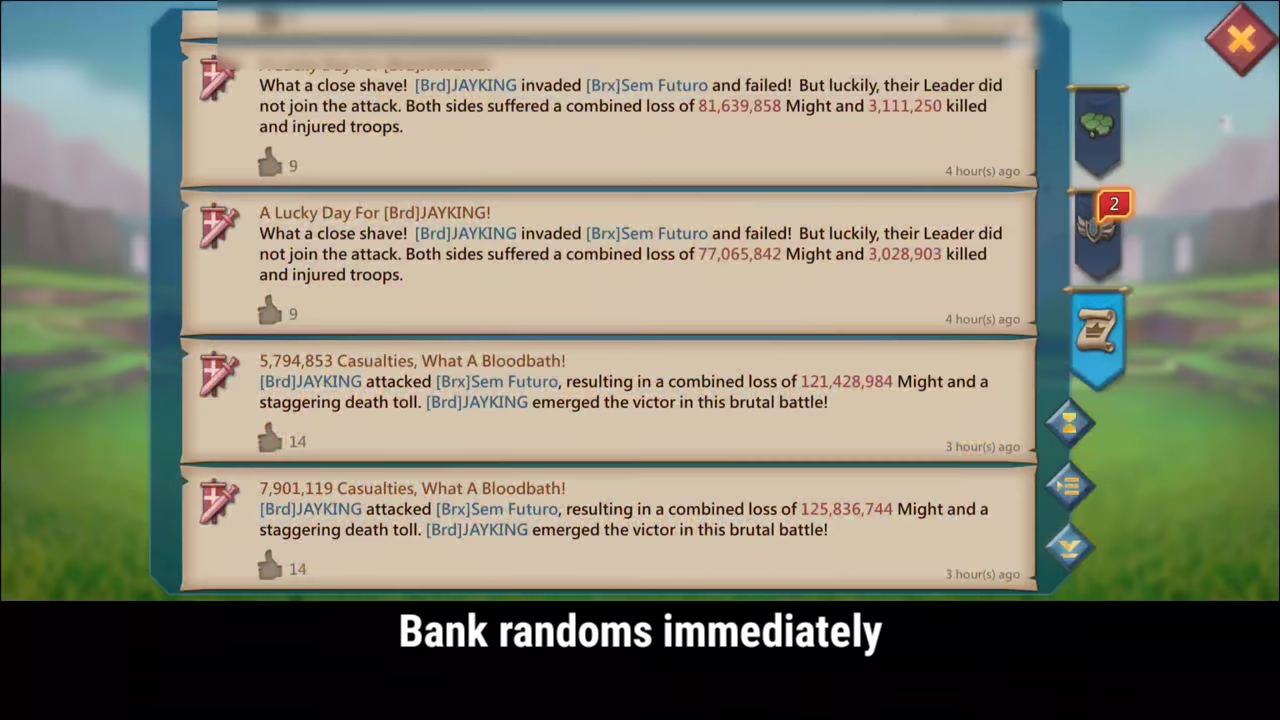 What a close shave! [Brd]JAYKING invaded [Brx]Sem Futuro and failed! But luckily, their Leader did
not join the attack. Both sides suffered a combined loss of 81,639,858 Might and 3,111,250 killed
and injured troops.
9
4 hour(s) ago
A Lucky Day For [Brd]JAYKING!
What a close shave! [Brd]JAYKING invaded [Brx]Sem Futuro and failed! But luckily, their Leader did
not join the attack. Both sides suffered a combined loss of 77,065,842 Might and 3,028,903 killed
and injured troops.
9
4 hour(s) ago
2
5,794,853 Casualties, What A Bloodbath!
[Brd]JAYKING attacked [Brx]Sem Futuro, resulting in a combined loss of 121,428,984 Might and a
staggering death toll. [Brd]JAYKING emerged the victor in this brutal battle!
14
3 hour(s) ago
7,901,119 Casualties, What A Bloodbath!
[Brd]JAYKING attacked [Brx]Sem Futuro, resulting in a combined loss of 125,836,744 Might and a
staggering death toll. [Brd]JAYKING emerged the victor in this brutal battle!
14
3 hour(s) ago
Bank randoms immediately